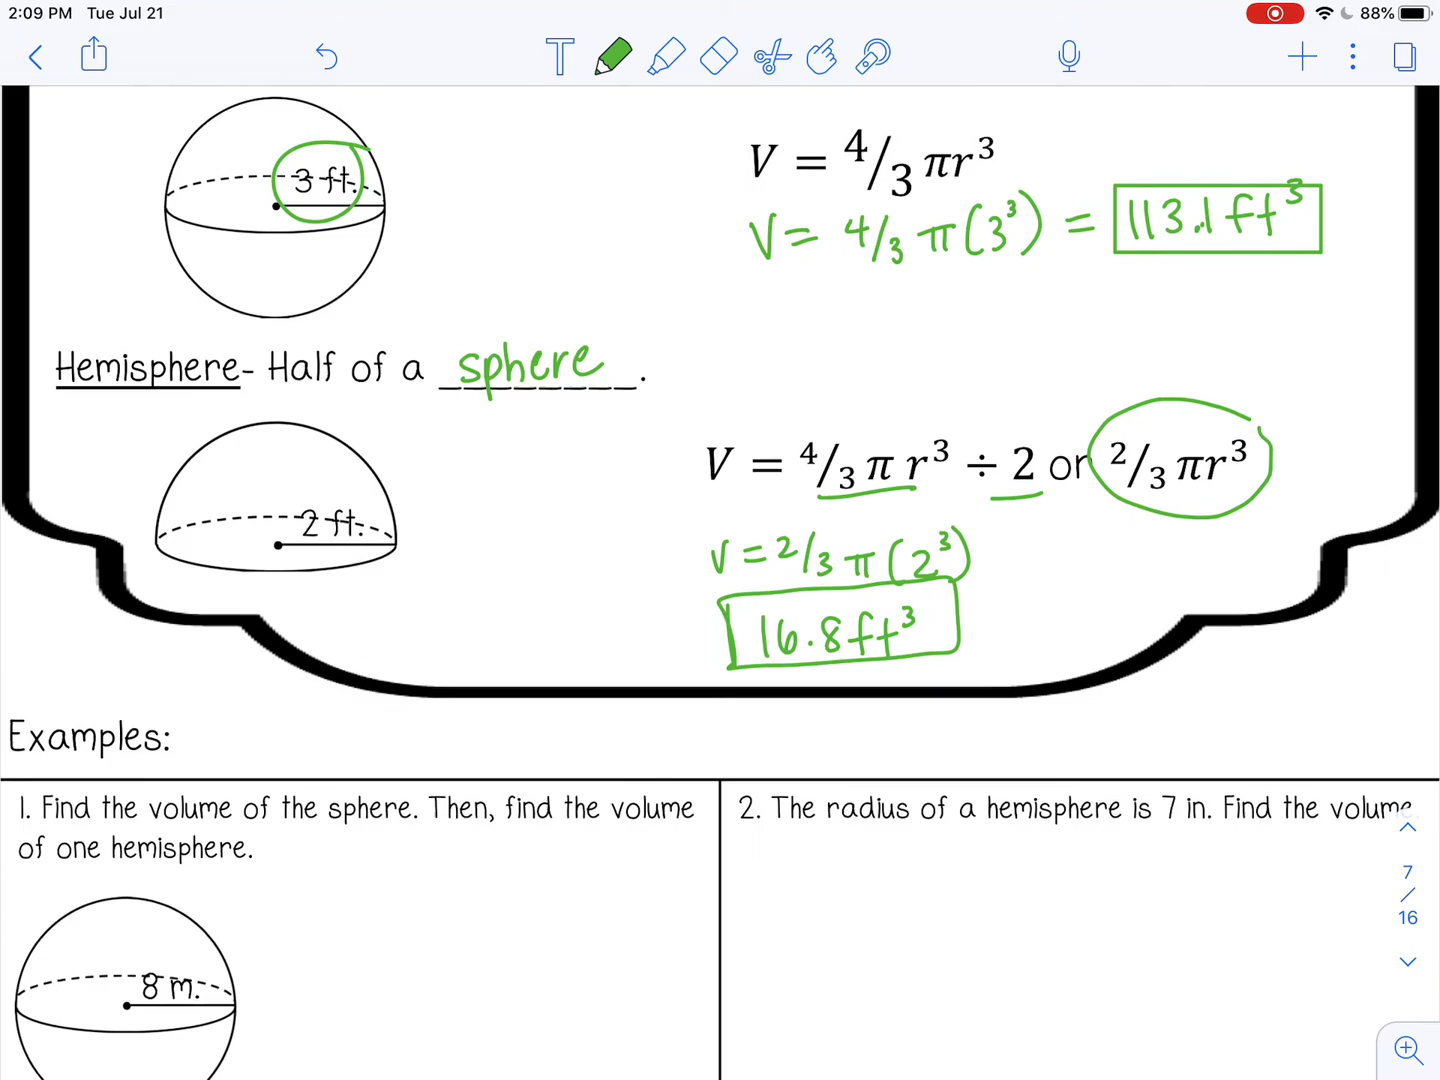 2:09 PM Tue Jul 21
88%
3 ft.
V = 4/3 πr³
V = 4/3 π(3³) = 113.1 ft³
Hemisphere- Half of a sphere.
2 ft.
V = 4/3 π r³ ÷ 2 or 2/3 πr³
V = 2/3 π (2³)
16.8 ft³
Examples:
1. Find the volume of the sphere. Then, find the volume
of one hemisphere.
8 m.
2. The radius of a hemisphere is 7 in. Find the volume.
7
/
16